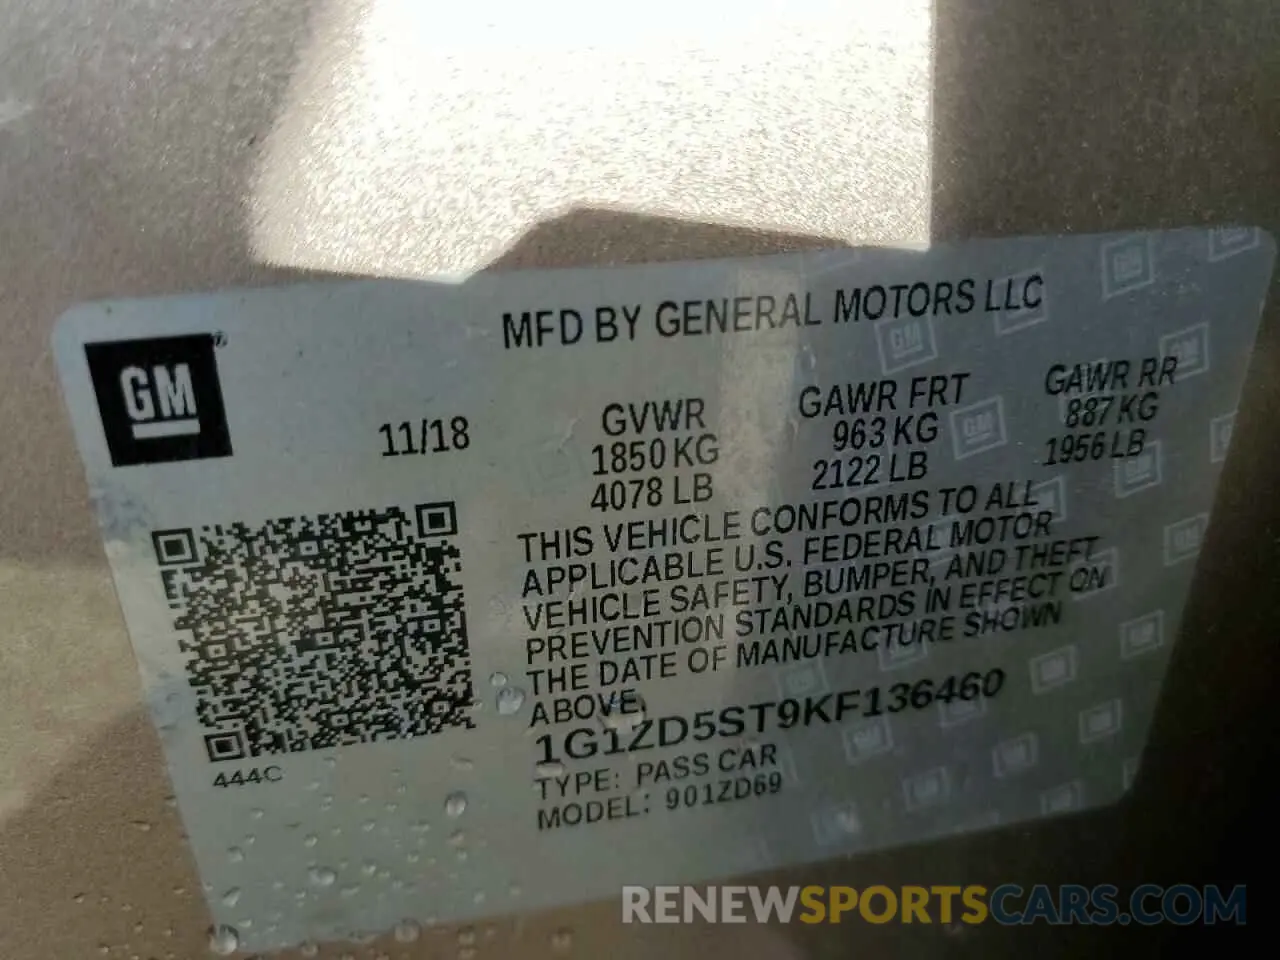 MFD BY GENERAL MOTORS LLC
GM
11/18
GVWR
1850 KG
4078 LB
GAWR FRT
963 KG
2122 LB
GAWR RR
887 KG
1956 LB
THIS VEHICLE CONFORMS TO ALL
APPLICABLE U.S. FEDERAL MOTOR
VEHICLE SAFETY, BUMPER, AND THEFT
PREVENTION STANDARDS IN EFFECT ON
THE DATE OF MANUFACTURE SHOWN
ABOVE.
1G1ZD5ST9KF136460
TYPE: PASS CAR
MODEL: 901ZD69
444C
RENEWSPORTSCARS.COM